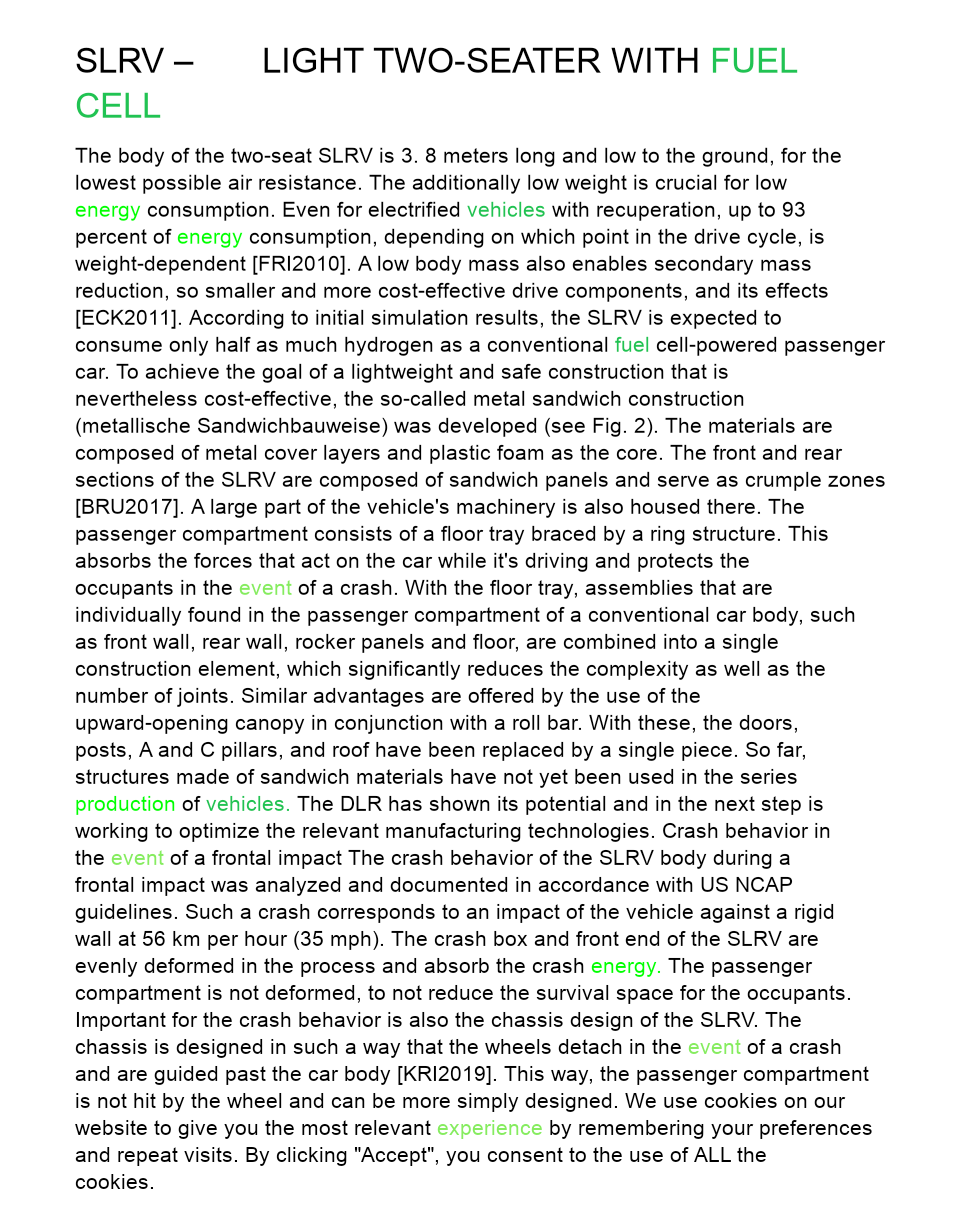 SLRV – LIGHT TWO-SEATER WITH FUEL
CELL
The body of the two-seat SLRV is 3. 8 meters long and low to the ground, for the
lowest possible air resistance. The additionally low weight is crucial for low
energy consumption. Even for electrified vehicles with recuperation, up to 93
percent of energy consumption, depending on which point in the drive cycle, is
weight-dependent [FRI2010]. A low body mass also enables secondary mass
reduction, so smaller and more cost-effective drive components, and its effects
[ECK2011]. According to initial simulation results, the SLRV is expected to
consume only half as much hydrogen as a conventional fuel cell-powered passenger
car. To achieve the goal of a lightweight and safe construction that is
nevertheless cost-effective, the so-called metal sandwich construction
(metallische Sandwichbauweise) was developed (see Fig. 2). The materials are
composed of metal cover layers and plastic foam as the core. The front and rear
sections of the SLRV are composed of sandwich panels and serve as crumple zones
[BRU2017]. A large part of the vehicle's machinery is also housed there. The
passenger compartment consists of a floor tray braced by a ring structure. This
absorbs the forces that act on the car while it's driving and protects the
occupants in the event of a crash. With the floor tray, assemblies that are
individually found in the passenger compartment of a conventional car body, such
as front wall, rear wall, rocker panels and floor, are combined into a single
construction element, which significantly reduces the complexity as well as the
number of joints. Similar advantages are offered by the use of the
upward-opening canopy in conjunction with a roll bar. With these, the doors,
posts, A and C pillars, and roof have been replaced by a single piece. So far,
structures made of sandwich materials have not yet been used in the series
production of vehicles. The DLR has shown its potential and in the next step is
working to optimize the relevant manufacturing technologies. Crash behavior in
the event of a frontal impact The crash behavior of the SLRV body during a
frontal impact was analyzed and documented in accordance with US NCAP
guidelines. Such a crash corresponds to an impact of the vehicle against a rigid
wall at 56 km per hour (35 mph). The crash box and front end of the SLRV are
evenly deformed in the process and absorb the crash energy. The passenger
compartment is not deformed, to not reduce the survival space for the occupants.
Important for the crash behavior is also the chassis design of the SLRV. The
chassis is designed in such a way that the wheels detach in the event of a crash
and are guided past the car body [KRI2019]. This way, the passenger compartment
is not hit by the wheel and can be more simply designed. We use cookies on our
website to give you the most relevant experience by remembering your preferences
and repeat visits. By clicking "Accept", you consent to the use of ALL the
cookies.